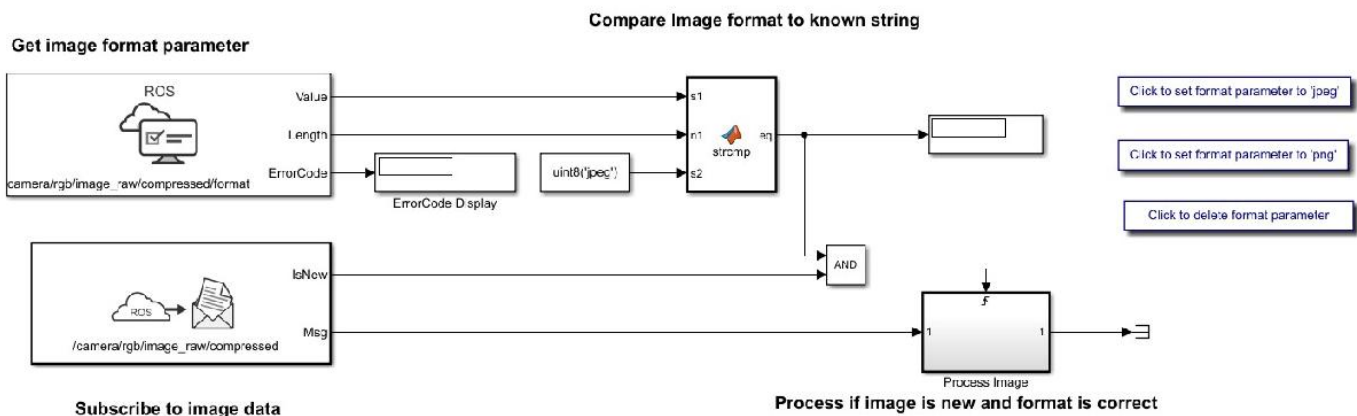 Compare Image format to known string
Get image format parameter
ROS
Value
Length
ErrorCode
camera/rgb/image_raw/compressed/format
ErrorCode Display
uint8('jpeg')
s1
n1
s2
strcmp
eq
Click to set format parameter to 'jpeg'
Click to set format parameter to 'png'
Click to delete format parameter
IsNew
ROS
Msg
/camera/rgb/image_raw/compressed
AND
1
1
Process Image
Subscribe to image data
Process if image is new and format is correct